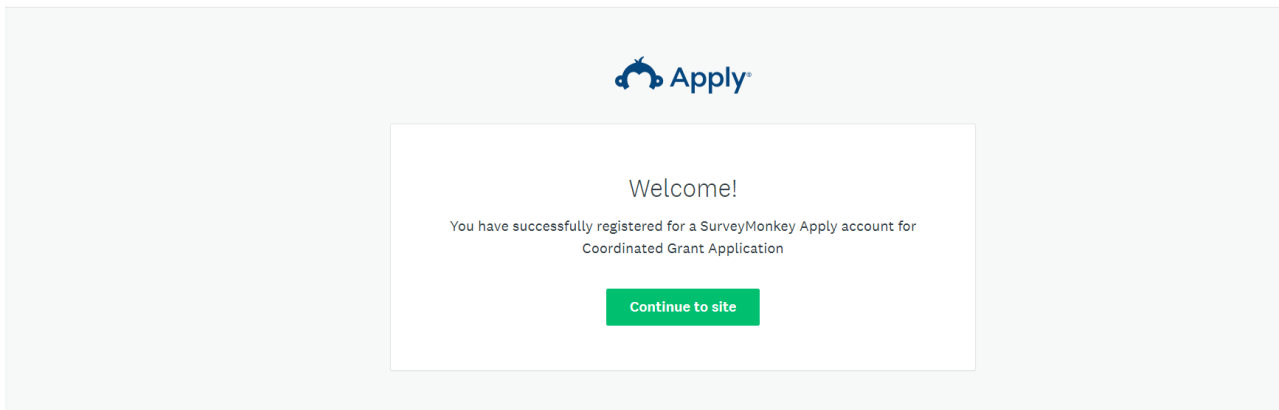 Apply®
Welcome!
You have successfully registered for a SurveyMonkey Apply account for
Coordinated Grant Application
Continue to site